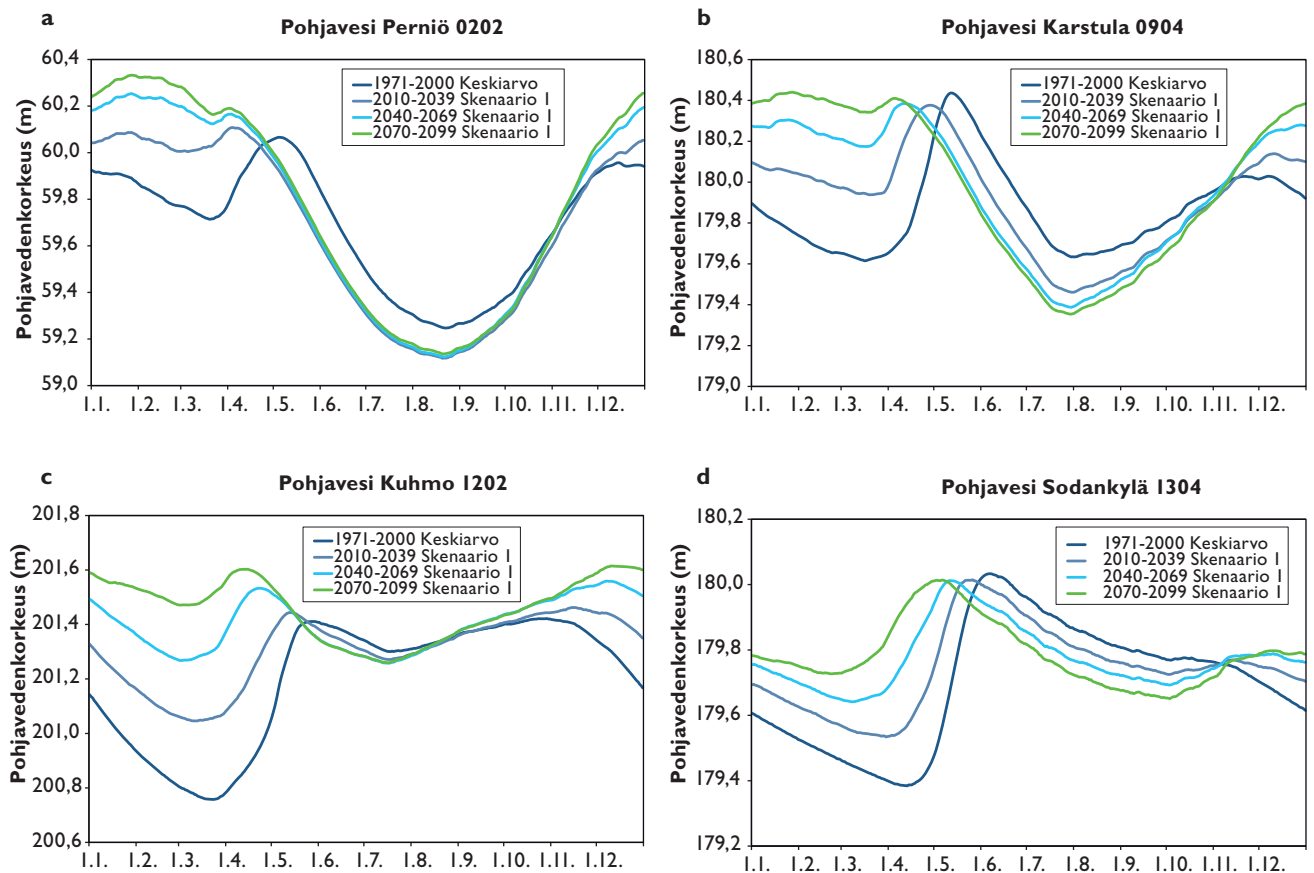 a
Pohjavesi Perniö 0202
Pohjavedenkorkeus (m)
60,4
60,2
60,0
59,8
59,6
59,4
59,2
59,0
1971-2000 Keskiarvo
2010-2039 Skenaario 1
2040-2069 Skenaario 1
2070-2099 Skenaario 1
1.1. 1.2. 1.3. 1.4. 1.5. 1.6. 1.7. 1.8. 1.9. 1.10. 1.11. 1.12.
b
Pohjavesi Karstula 0904
Pohjavedenkorkeus (m)
180,6
180,4
180,2
180,0
179,8
179,6
179,4
179,2
179,0
1971-2000 Keskiarvo
2010-2039 Skenaario 1
2040-2069 Skenaario 1
2070-2099 Skenaario 1
1.1. 1.2. 1.3. 1.4. 1.5. 1.6. 1.7. 1.8. 1.9. 1.10. 1.11. 1.12.
c
Pohjavesi Kuhmo 1202
Pohjavedenkorkeus (m)
201,8
201,6
201,4
201,2
201,0
200,8
200,6
1971-2000 Keskiarvo
2010-2039 Skenaario 1
2040-2069 Skenaario 1
2070-2099 Skenaario 1
1.1. 1.2. 1.3. 1.4. 1.5. 1.6. 1.7. 1.8. 1.9. 1.10. 1.11. 1.12.
d
Pohjavesi Sodankylä 1304
Pohjavedenkorkeus (m)
180,2
180,0
179,8
179,6
179,4
179,2
1971-2000 Keskiarvo
2010-2039 Skenaario 1
2040-2069 Skenaario 1
2070-2099 Skenaario 1
1.1. 1.2. 1.3. 1.4. 1.5. 1.6. 1.7. 1.8. 1.9. 1.10. 1.11. 1.12.